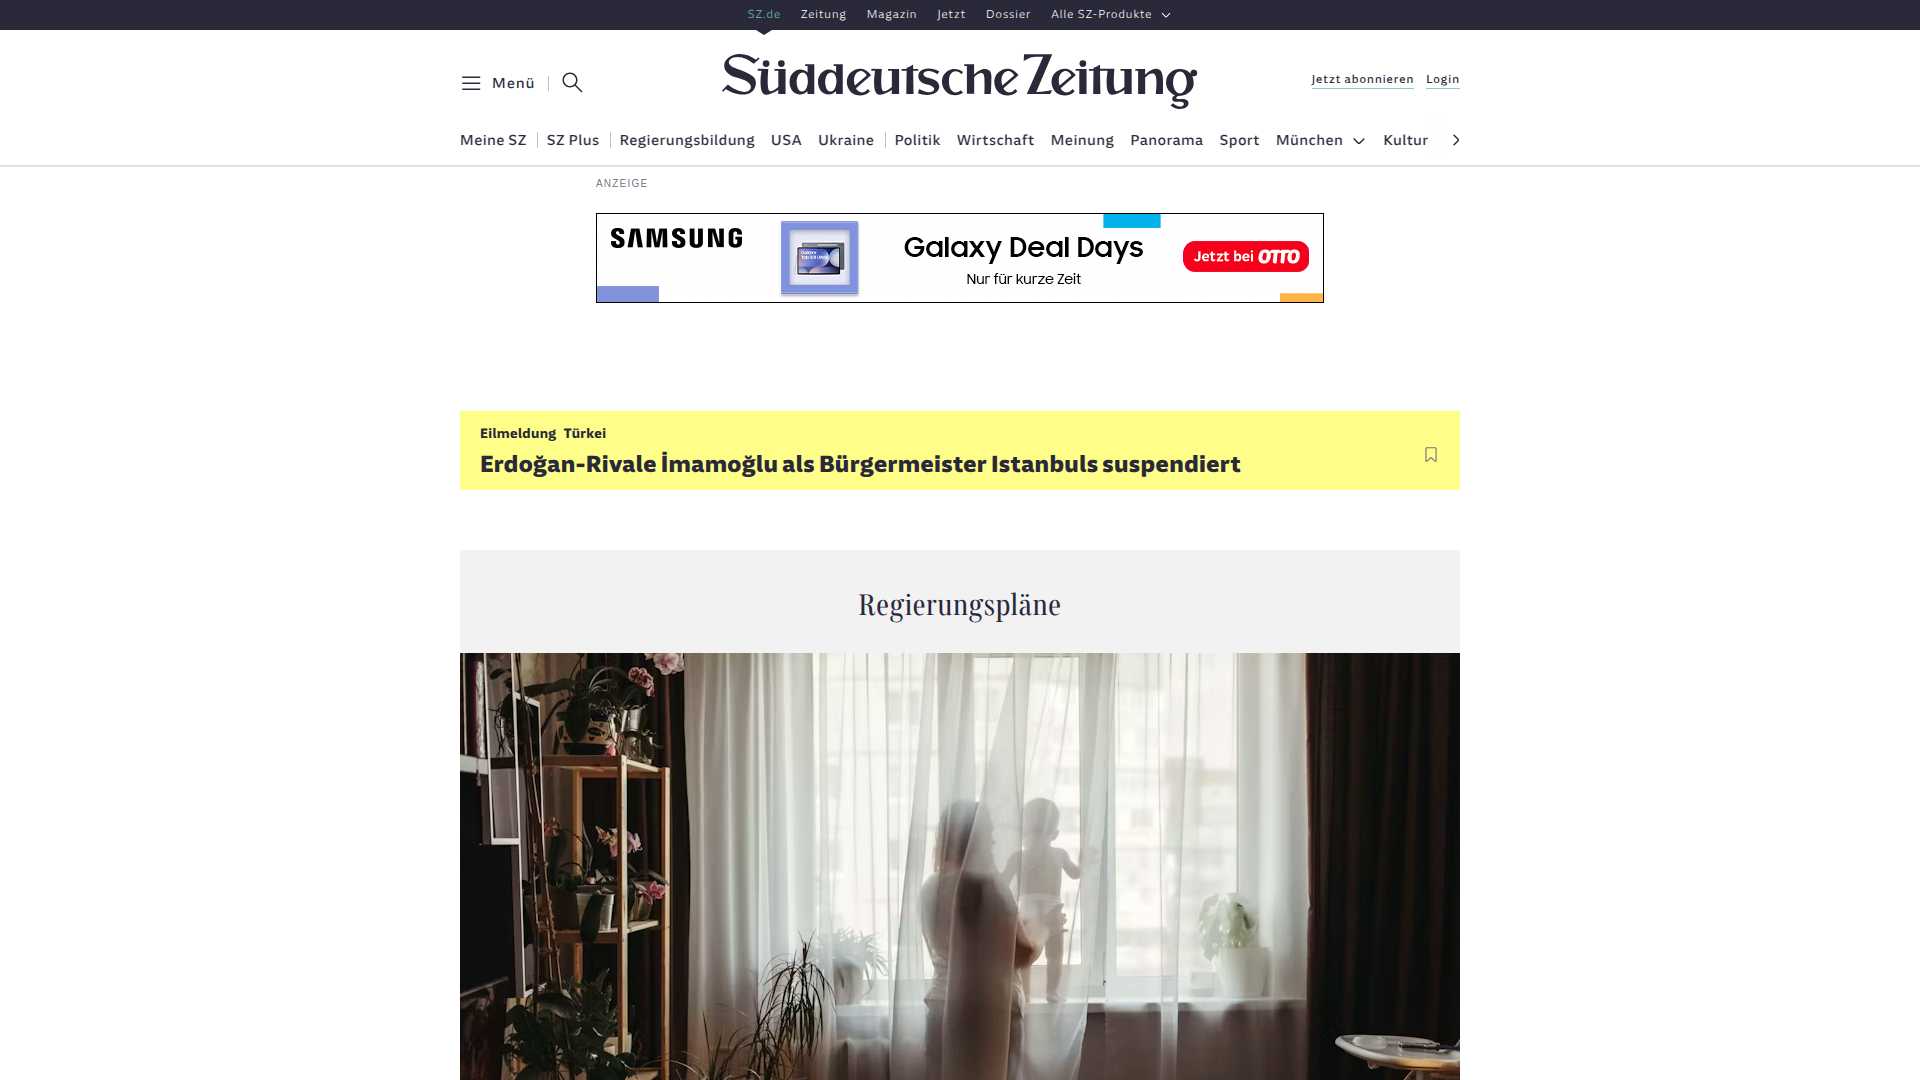 SZ.de Zeitung Magazin Jetzt Dossier Alle SZ-Produkte
Menü
Süddeutsche Zeitung
Jetzt abonnieren Login
Meine SZ SZ Plus Regierungsbildung USA Ukraine Politik Wirtschaft Meinung Panorama Sport München Kultur
ANZEIGE
SAMSUNG
Galaxy Deal Days
Nur für kurze Zeit
Jetzt bei OTTO
Eilmeldung Türkei
Erdoğan-Rivale İmamoğlu als Bürgermeister Istanbuls suspendiert
Regierungspläne